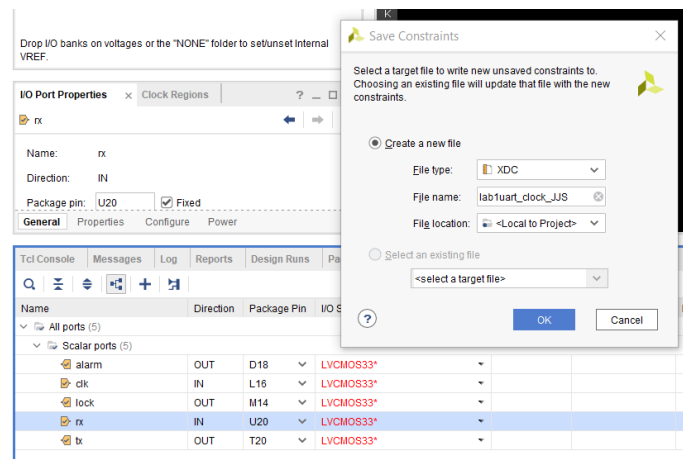 K
Drop I/O banks on voltages or the "NONE" folder to set/unset Internal
VREF.
Save Constraints
Select a target file to write new unsaved constraints to.
Choosing an existing file will update that file with the new
constraints.
Create a new file
File type: XDC
File name: lab1uart_clock_JJS
File location: <Local to Project>
Select an existing file
<select a target file>
?
OK Cancel
I/O Port Properties Clock Regions ?
rx
Name: rx
Direction: IN
Package pin: U20 Fixed
General Properties Configure Power
Tcl Console Messages Log Reports Design Runs Pa
Name Direction Package Pin I/O S
All ports (5)
Scalar ports (5)
alarm OUT D18 LVCMOS33*
clk IN L16 LVCMOS33*
lock OUT M14 LVCMOS33*
rx IN U20 LVCMOS33*
tx OUT T20 LVCMOS33*